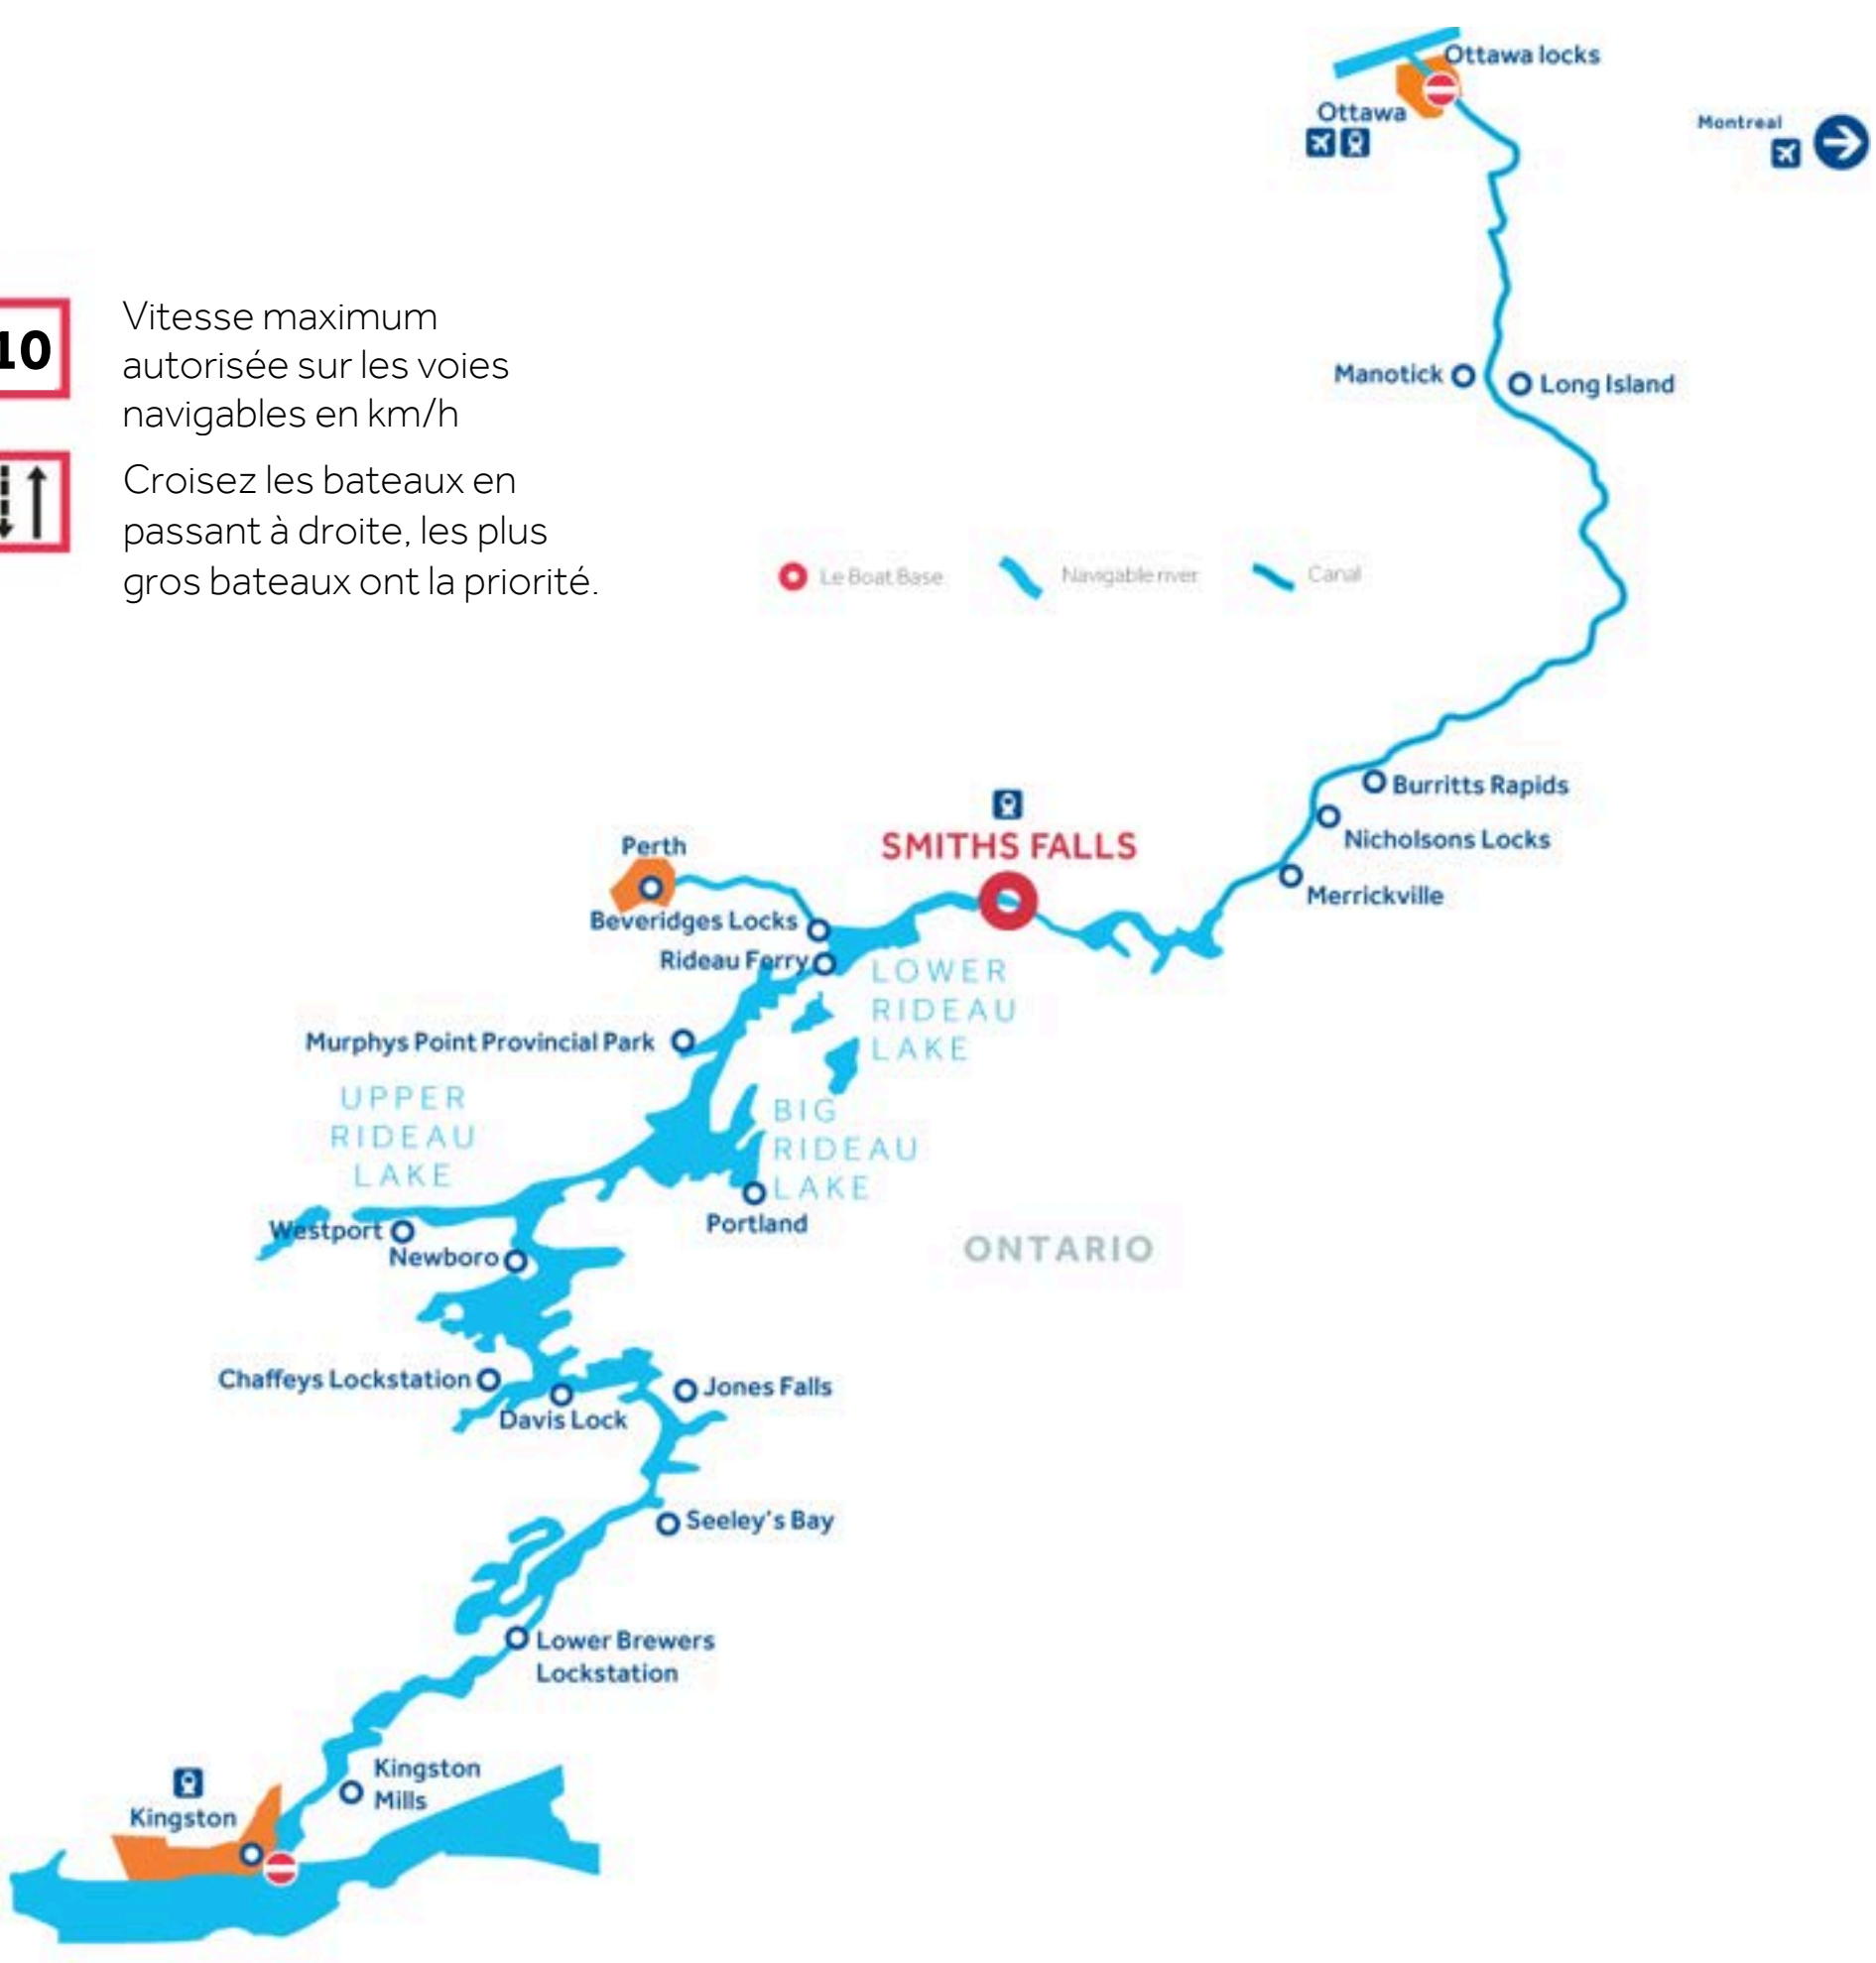 Ottawa locks
Ottawa
Montreal
10
Vitesse maximum
autorisée sur les voies
navigables en km/h
Croisez les bateaux en
passant à droite, les plus
gros bateaux ont la priorité.
Manotick
Long Island
Le Boat Base
Navigable river
Canal
Burritts Rapids
Nicholsons Locks
Merrickville
SMITHS FALLS
Perth
Beveridges Locks
Rideau Ferry
LOWER
RIDEAU
LAKE
Murphys Point Provincial Park
UPPER
RIDEAU
LAKE
BIG
RIDEAU
LAKE
Portland
Westport
Newboro
ONTARIO
Chaffeys Lockstation
Davis Lock
Jones Falls
Seeley's Bay
Lower Brewers
Lockstation
Kingston
Mills
Kingston